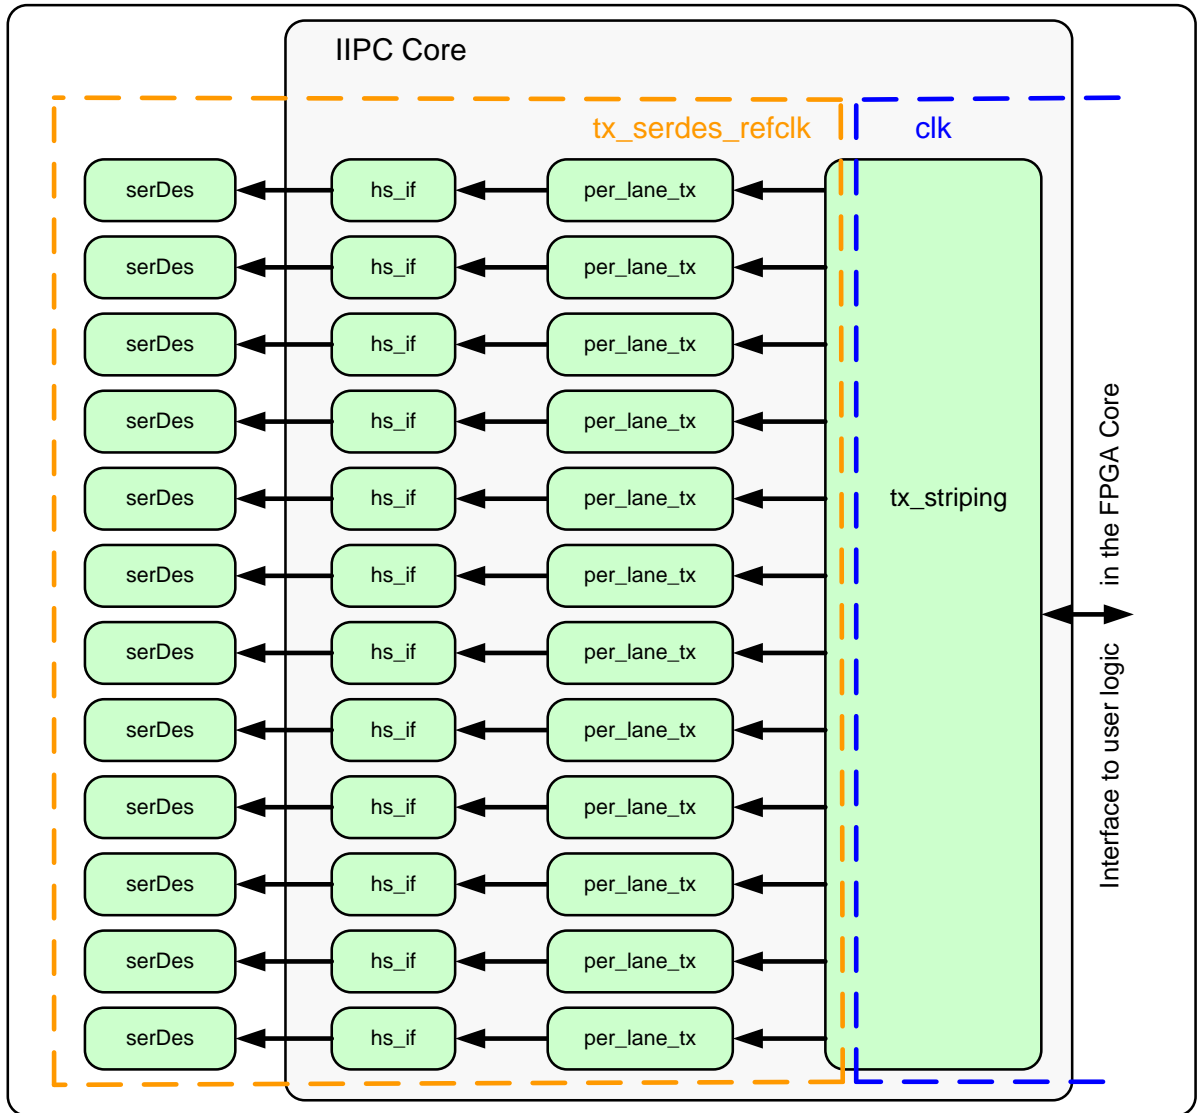 IIPC Core
tx_serdes_refclk
clk
serDes hs_if per_lane_tx
serDes hs_if per_lane_tx
serDes hs_if per_lane_tx
serDes hs_if per_lane_tx
serDes hs_if per_lane_tx
tx_striping
serDes hs_if per_lane_tx
serDes hs_if per_lane_tx
serDes hs_if per_lane_tx
serDes hs_if per_lane_tx
serDes hs_if per_lane_tx
serDes hs_if per_lane_tx
serDes hs_if per_lane_tx
Interface to user logic in the FPGA Core